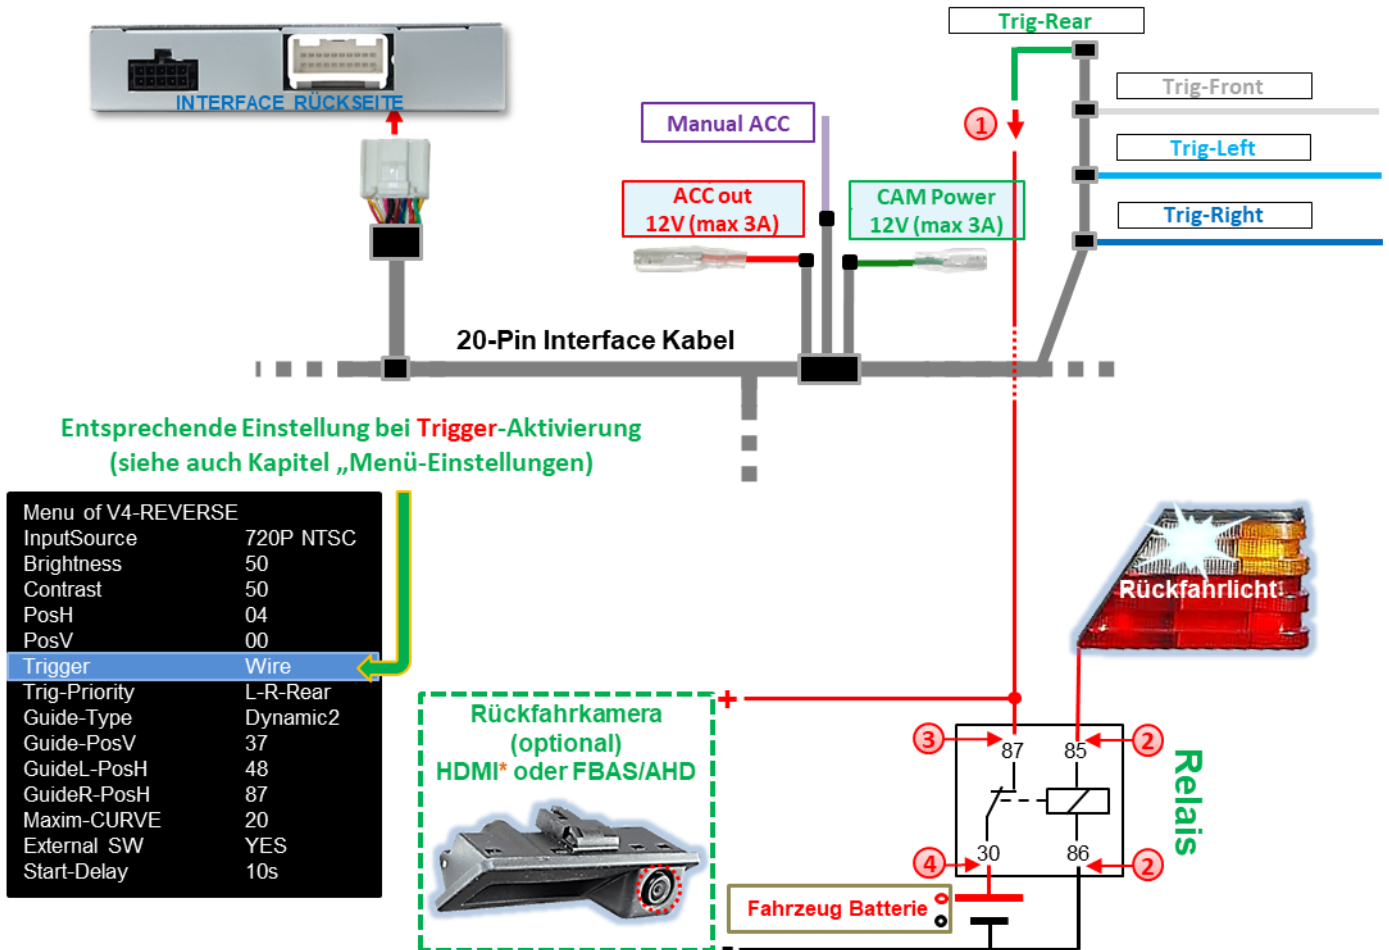 INTERFACE RÜCKSEITE
Trig-Rear
Trig-Front
Trig-Left
Trig-Right
1
Manual ACC
ACC out
12V (max 3A)
CAM Power
12V (max 3A)
20-Pin Interface Kabel
Entsprechende Einstellung bei Trigger-Aktivierung
(siehe auch Kapitel „Menü-Einstellungen)
Menu of V4-REVERSE
InputSource 720P NTSC
Brightness 50
Contrast 50
PosH 04
PosV 00
Trigger Wire
Trig-Priority L-R-Rear
Guide-Type Dynamic2
Guide-PosV 37
GuideL-PosH 48
GuideR-PosH 87
Maxim-CURVE 20
External SW YES
Start-Delay 10s
Rückfahrlicht
Rückfahrkamera
(optional)
HDMI* oder FBAS/AHD
+
-
3
87
85
2
30
86
4
2
Relais
Fahrzeug Batterie